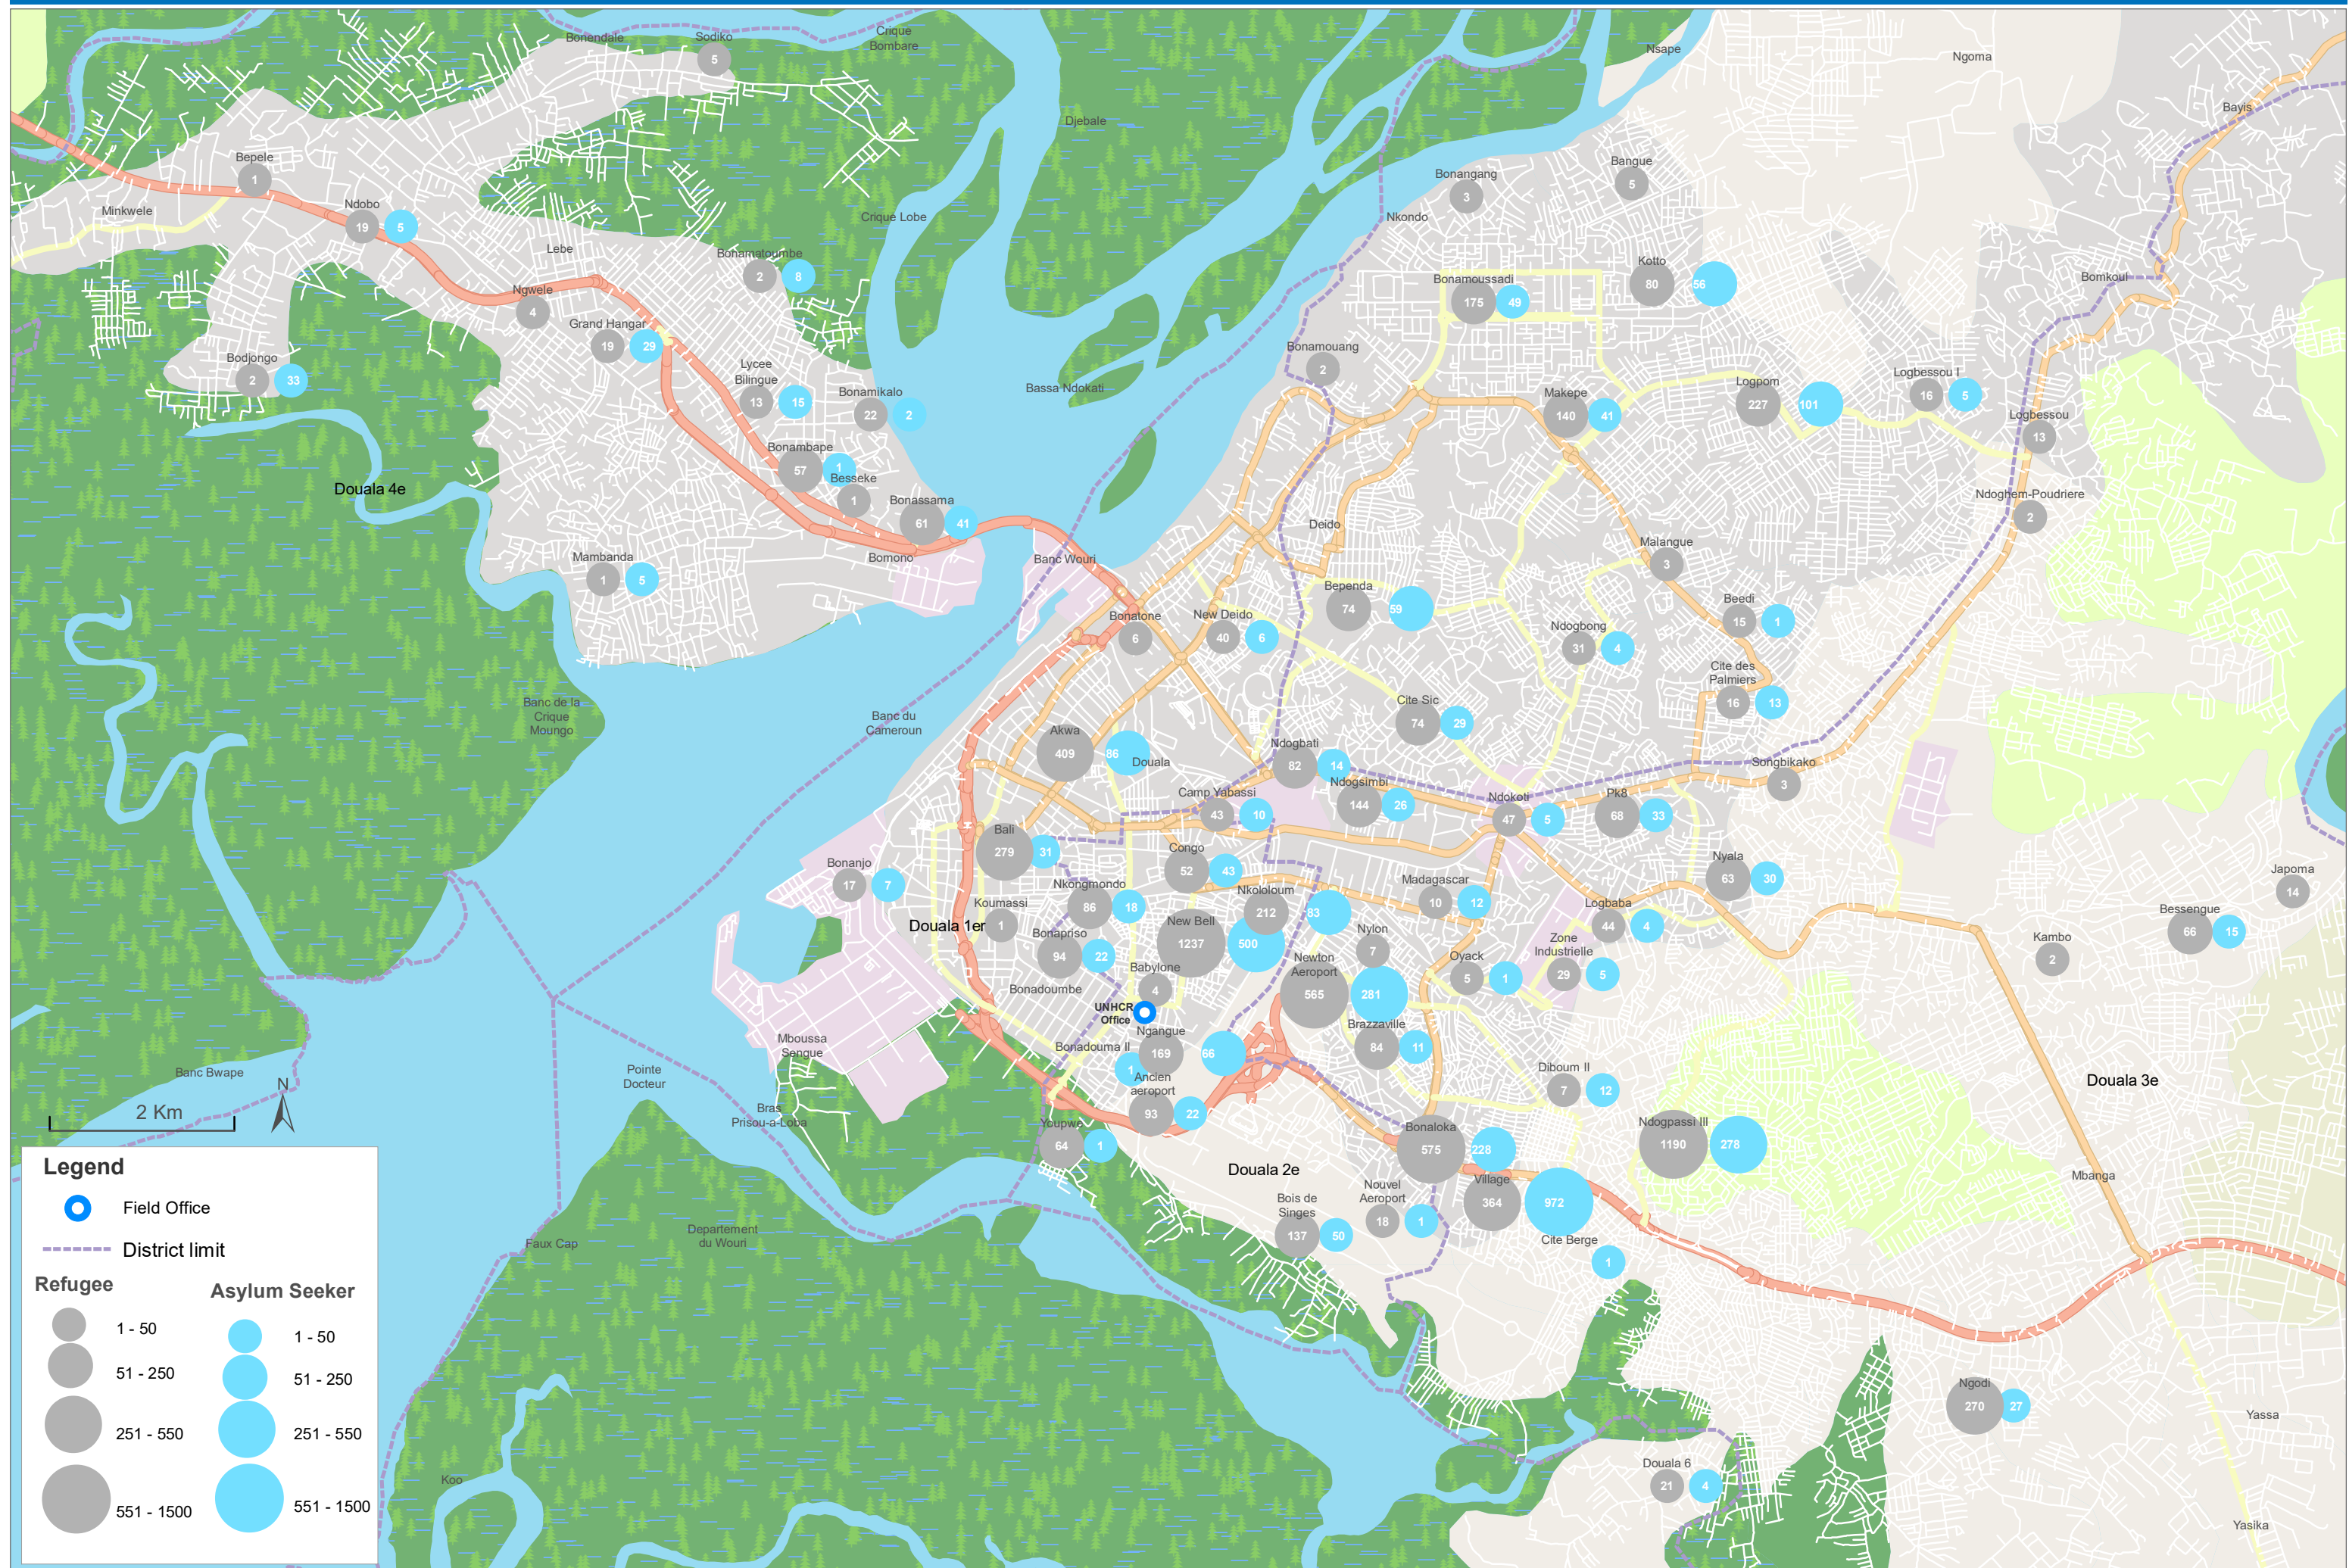 Bonendale
Sodiko
5
Crique
Bombare
Nsape
Ngoma
Bayis
Djebale
Bepele
1
Bonangang
3
Bangue
5
Minkwele
Ndobo
19
5
Crique Lobe
Nkondo
Lebe
Bonamatoumbe
2
8
Bonamoussadi
175
49
Kotto
80
56
Bomkoul
Ngwele
4
Grand Hangar
19
29
Bonamouang
2
Bodjongo
2
33
Lycee
Bilingue
13
15
Bonamikalo
22
2
Bassa Ndokati
Makepe
140
41
Logpom
227
101
Logbessou I
16
5
Logbessou
13
Bonambape
57
1
Besseke
1
Bonassama
61
41
Douala 4e
Ndoghem-Poudriere
2
Deido
Malangue
3
Mambanda
1
5
Bomono
Banc Wouri
Bonatone
6
New Deido
40
6
Bependa
74
59
Ndogbong
31
4
Beedi
15
1
Cite des
Palmiers
16
13
Banc de la
Crique
Moungo
Banc du
Cameroun
Akwa
409
86
Douala
Cite Sic
74
29
Ndogbati
82
14
Ndogsimbi
144
26
Songbikako
3
Camp Yabassi
43
10
Ndokoti
47
5
Pk8
68
33
Bali
279
31
Bonanjo
17
7
Congo
52
43
Nyala
63
30
Japoma
14
Nkongmondo
86
18
Nkololoum
212
83
Madagascar
10
12
Logbaba
44
4
Bessengue
66
15
Koumassi
1
Douala 1er
New Bell
1237
500
Bonapriso
94
22
Nylon
7
Kambo
2
Zone
Industrielle
29
5
Newton
Aeroport
565
281
Oyack
5
1
Babylone
4
Bonadoumbe
UNHCR
Office
Brazzaville
84
11
Ngangue
169
66
Bonadouma II
1
Mboussa
Sengue
Pointe
Docteur
Banc Bwape
Diboum II
7
12
Douala 3e
Ancien
aeroport
93
22
Bras
Prisou-a-Loba
Youpwe
64
1
Bonaloka
575
228
Ndogpassi III
1190
278
Douala 2e
Mbanga
Village
364
972
Nouvel
Aeroport
18
1
Bois de
Singes
137
50
Cite Berge
1
Departement
du Wouri
Faux Cap
Ngodi
270
27
Yassa
Koo
Douala 6
21
4
Yasika
2 Km
N
Legend
Field Office
District limit
Refugee
Asylum Seeker
1 - 50
1 - 50
51 - 250
51 - 250
251 - 550
251 - 550
551 - 1500
551 - 1500